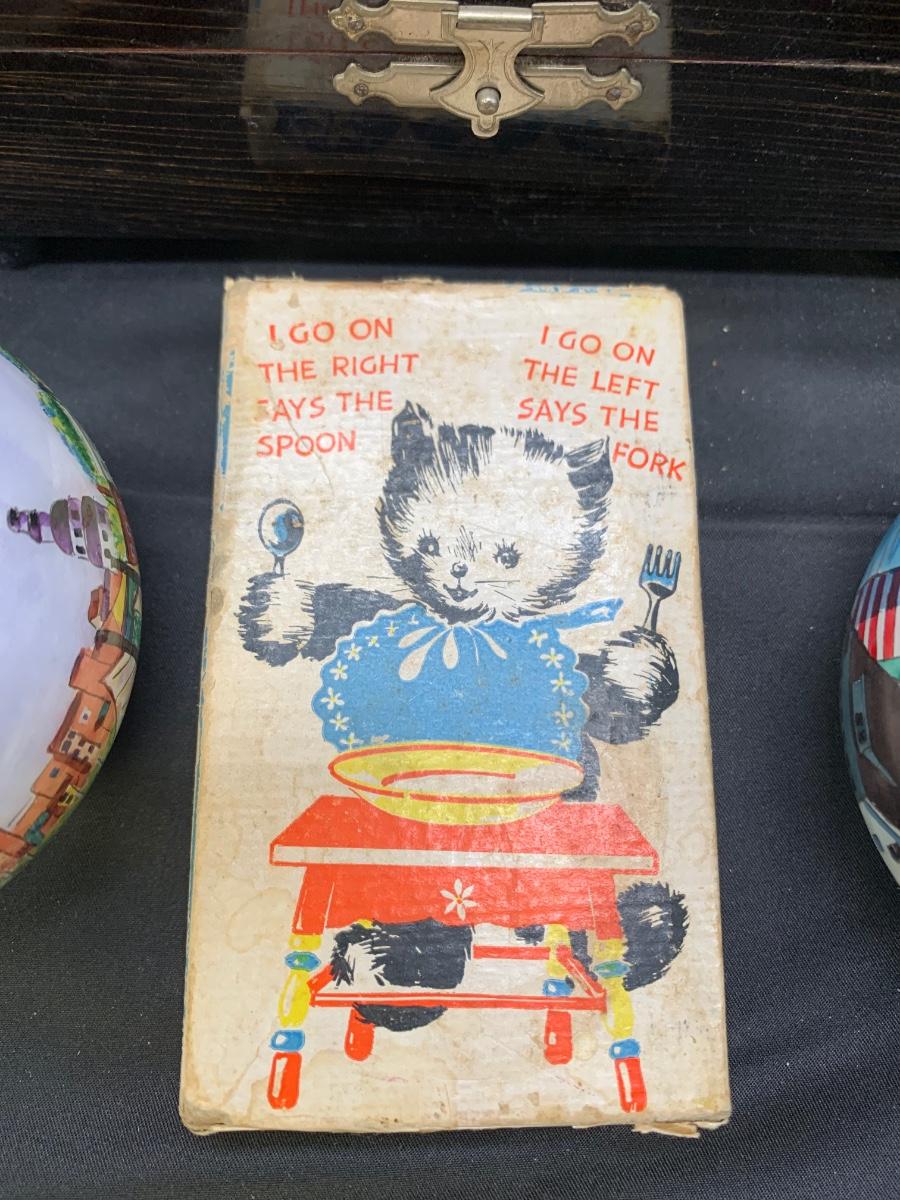 I GO ON
THE RIGHT
SAYS THE
SPOON
I GO ON
THE LEFT
SAYS THE
FORK